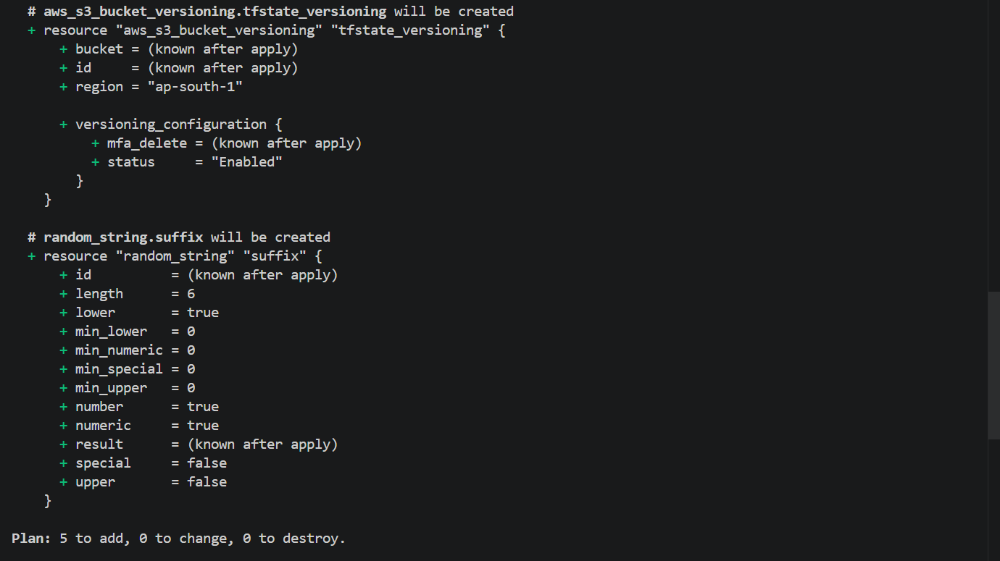 # aws_s3_bucket_versioning.tfstate_versioning will be created
+ resource "aws_s3_bucket_versioning" "tfstate_versioning" {
+ bucket = (known after apply)
+ id     = (known after apply)
+ region = "ap-south-1"
+ versioning_configuration {
+ mfa_delete = (known after apply)
+ status     = "Enabled"
}
}
# random_string.suffix will be created
+ resource "random_string" "suffix" {
+ id          = (known after apply)
+ length      = 6
+ lower       = true
+ min_lower   = 0
+ min_numeric = 0
+ min_special = 0
+ min_upper   = 0
+ number      = true
+ numeric     = true
+ result      = (known after apply)
+ special     = false
+ upper       = false
}
Plan: 5 to add, 0 to change, 0 to destroy.